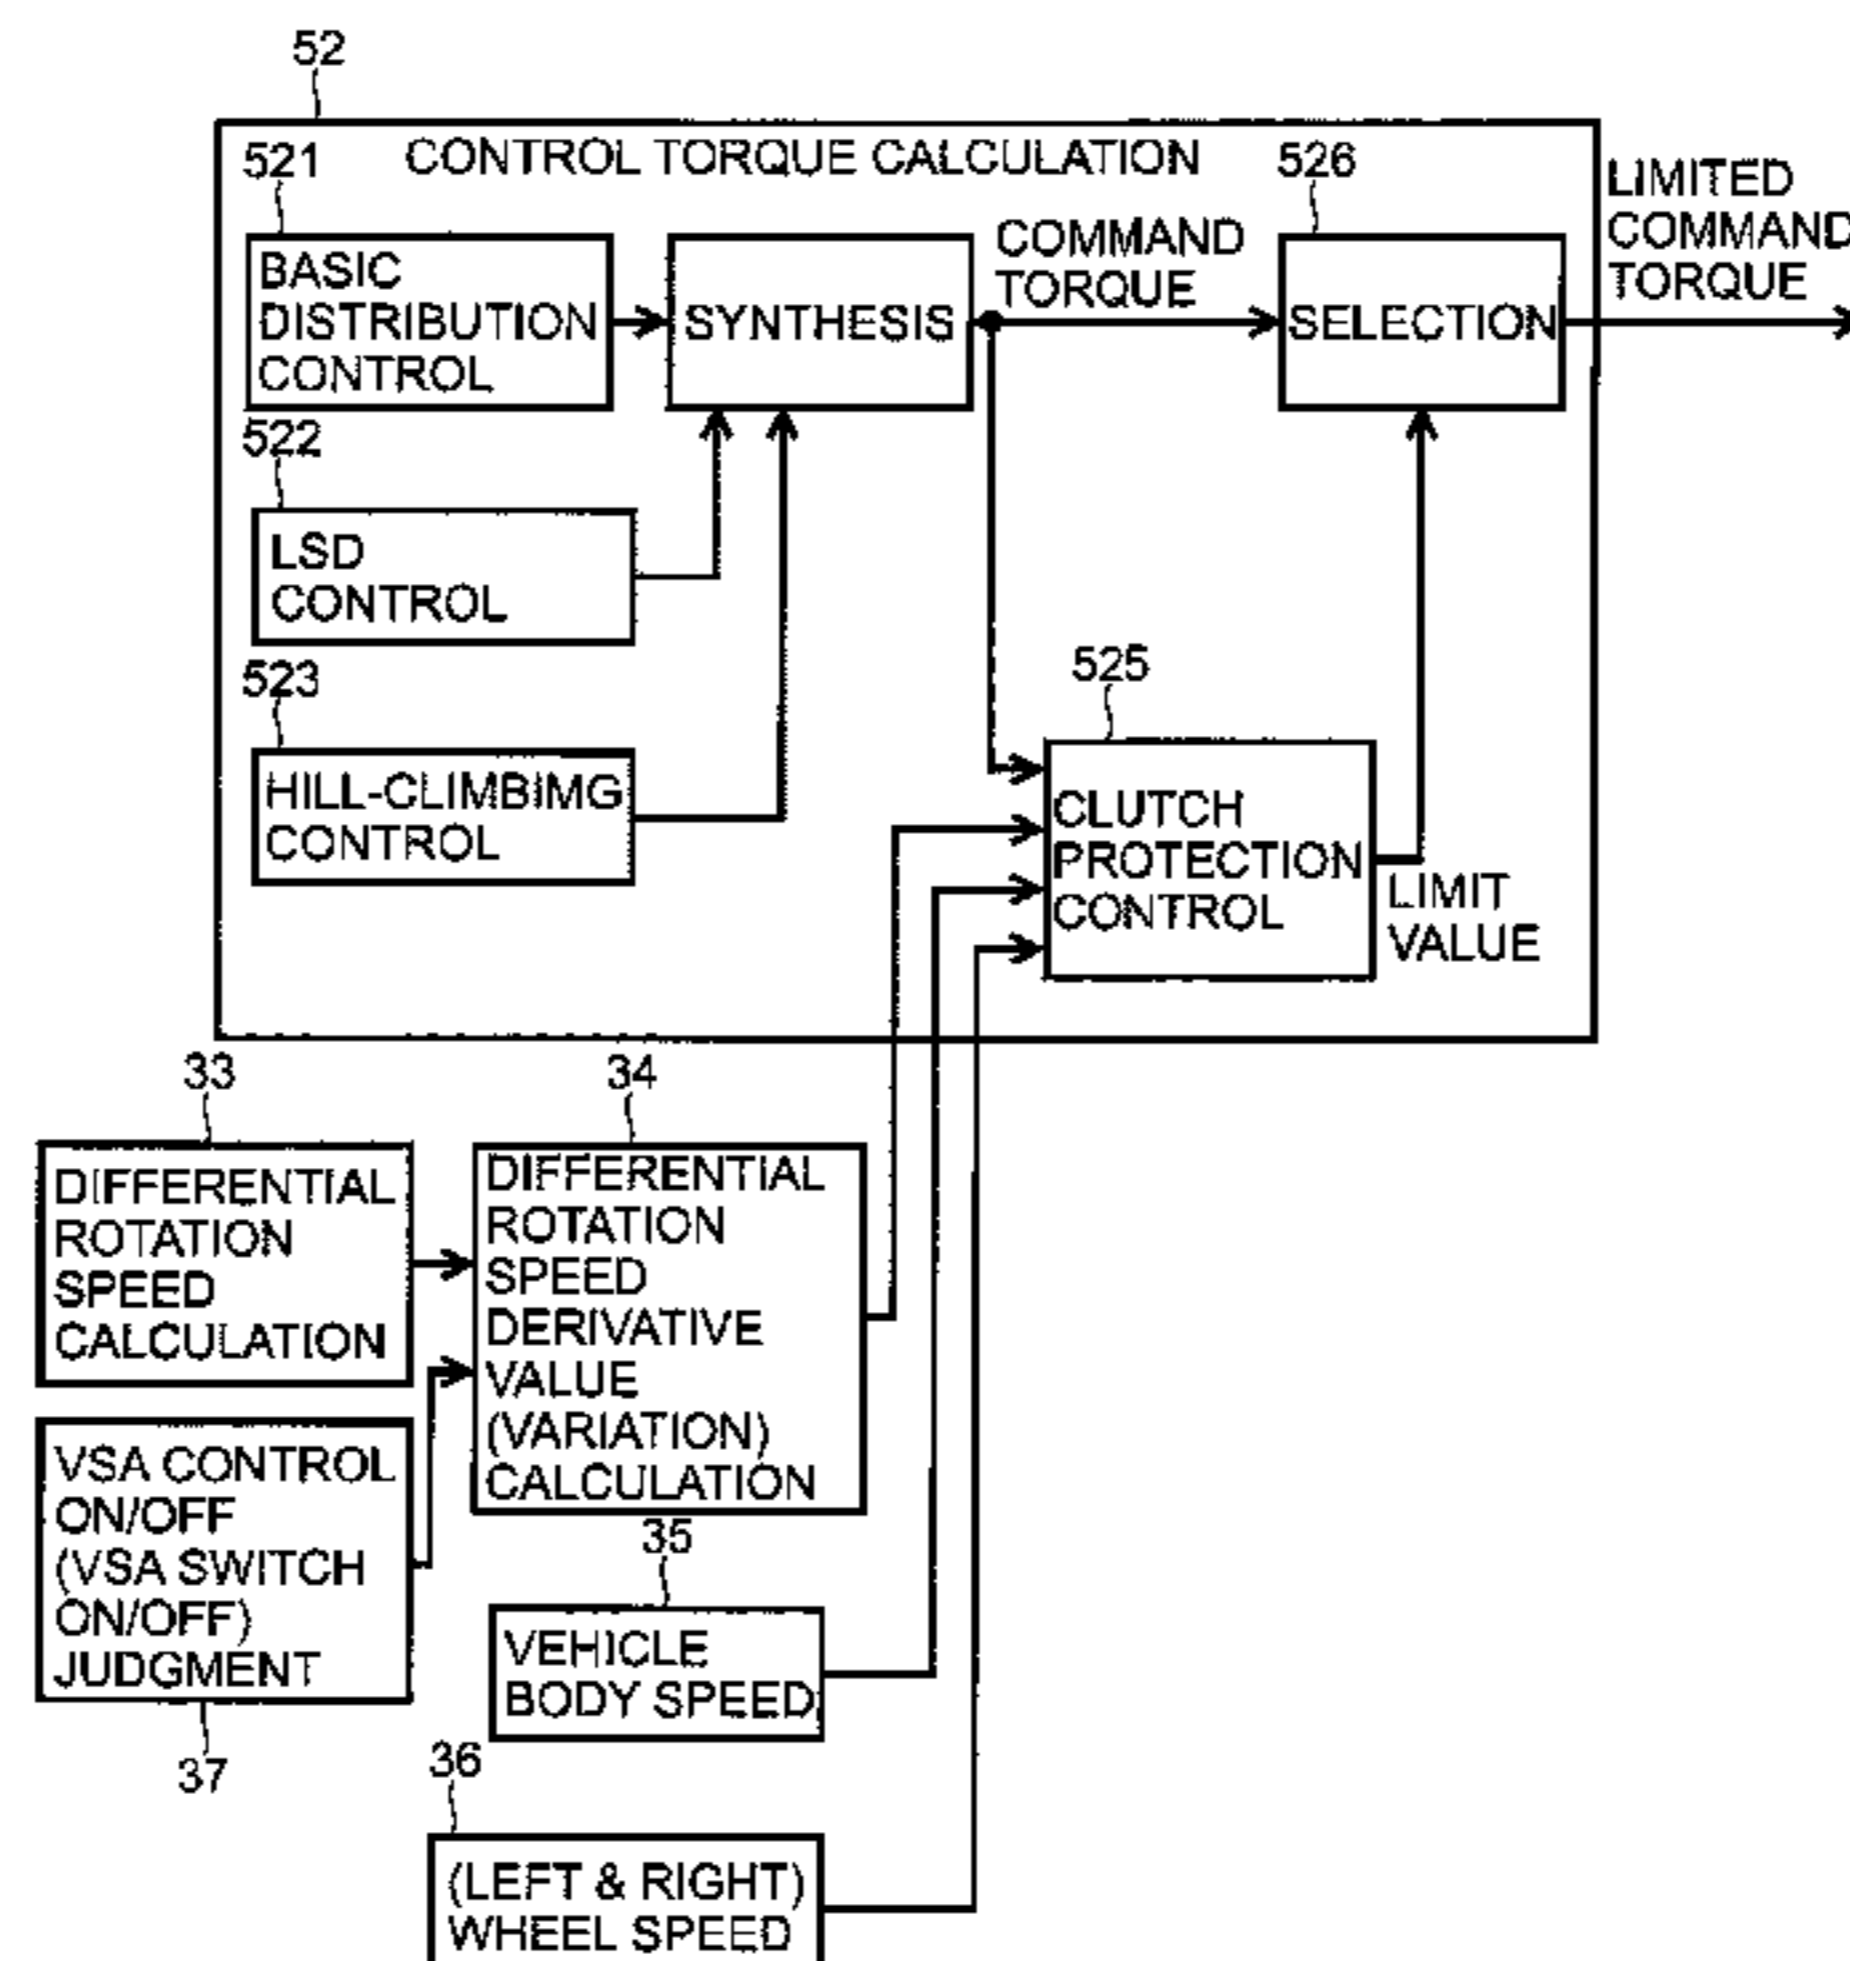 52
CONTROL TORQUE CALCULATION
521
526
LIMITED
COMMAND
TORQUE
BASIC
DISTRIBUTION
CONTROL
SYNTHESIS
COMMAND
TORQUE
SELECTION
522
LSD
CONTROL
523
HILL-CLIMBIMG
CONTROL
525
CLUTCH
PROTECTION
CONTROL
LIMIT
VALUE
33
DIFFERENTIAL
ROTATION
SPEED
CALCULATION
34
DIFFERENTIAL
ROTATION
SPEED
DERIVATIVE
VALUE
(VARIATION)
CALCULATION
VSA CONTROL
ON/OFF
(VSA SWITCH
ON/OFF)
JUDGMENT
37
35
VEHICLE
BODY SPEED
36
(LEFT & RIGHT)
WHEEL SPEED